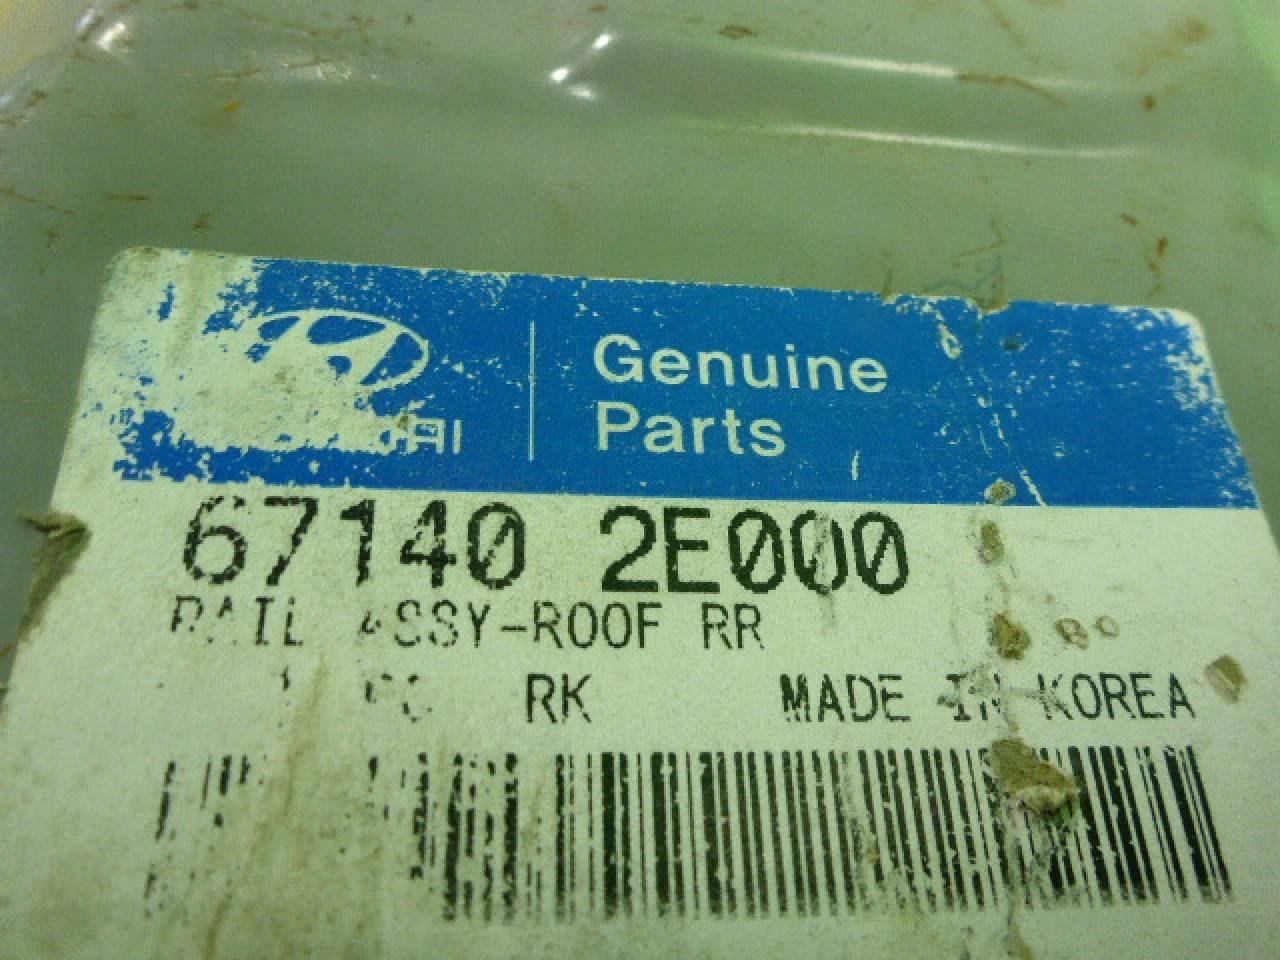 Genuine
Parts
67140 2E000
RAIL ASSY-ROOF RR
RK MADE IN KOREA